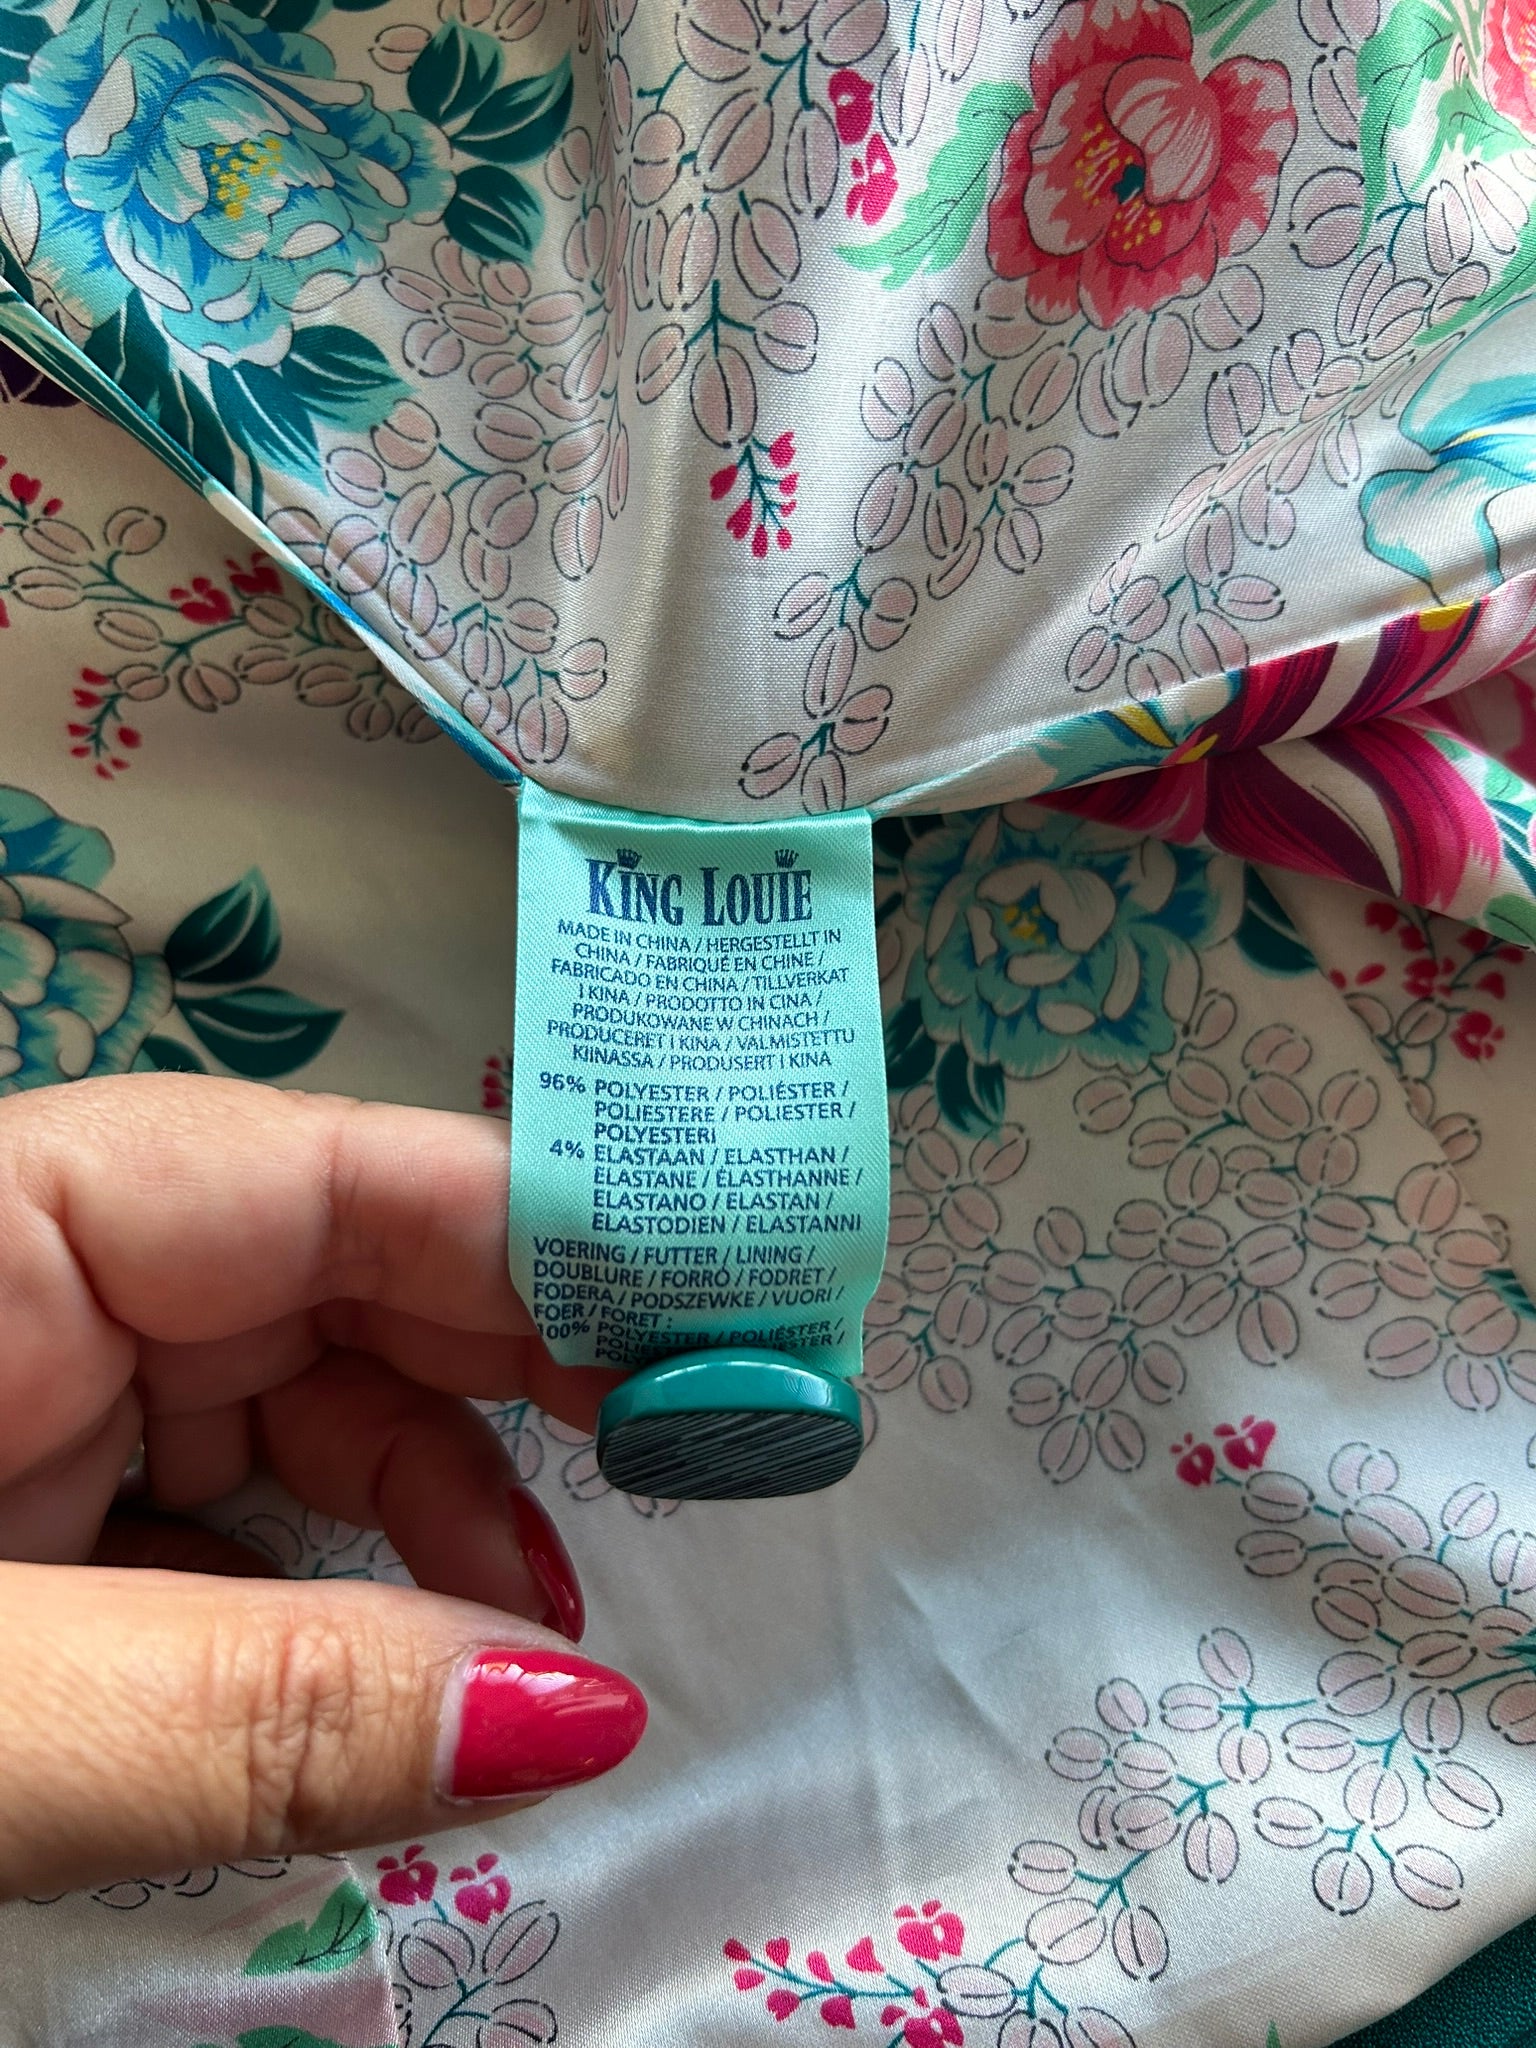 KING LOUIE
MADE IN CHINA / HERGESTELLT IN
CHINA / FABRIQUÉ EN CHINE /
FABRICADO EN CHINA / TILLVERKAT
I KINA / PRODOTTO IN CINA /
PRODUKOWANE W CHINACH /
PRODUCERET I KINA / VALMISTETTU
KIINASSA / PRODUSERT I KINA
96% POLYESTER / POLIÉSTER /
POLIESTERE / POLIESTER /
POLYESTERI
4% ELASTAAN / ELASTHAN /
ELASTANE / ÉLASTHANNE /
ELASTANO / ELASTAN /
ELASTODIEN / ELASTANNI
VOERING / FUTTER / LINING /
DOUBLURE / FORRO / FODRET /
FODERA / PODSZEWKE / VUORI /
FOER / FORET :
100% POLYESTER / POLIÉSTER /